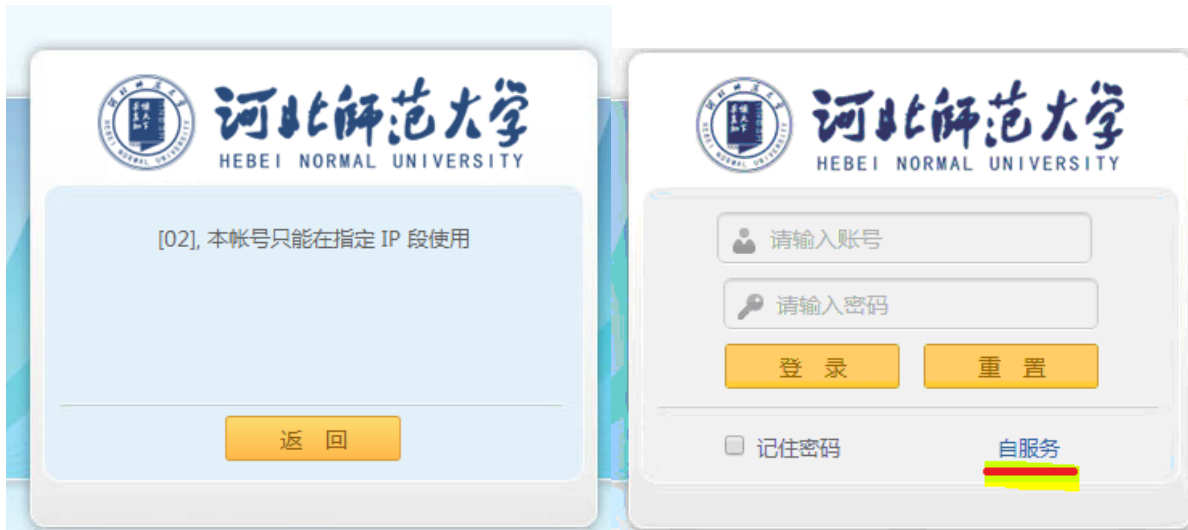 河北师范大学
HEBEI NORMAL UNIVERSITY
[02], 本帐号只能在指定 IP 段使用
返 回
河北师范大学
HEBEI NORMAL UNIVERSITY
请输入账号
请输入密码
登 录
重 置
记住密码
自服务